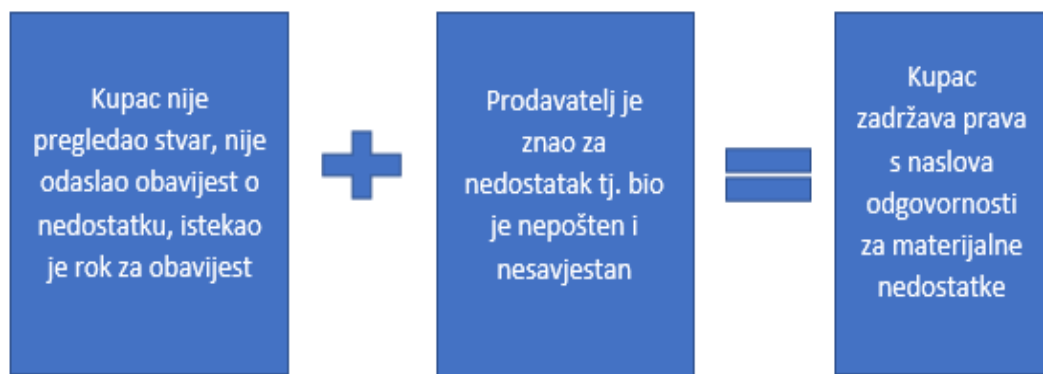 Kupac nije
pregledao stvar, nije
odaslao obavijest o
nedostatku, istekao
je rok za obavijest
Prodavatelj je
znao za
nedostatak tj. bio
je nepošten i
nesavjestan
Kupac
zadržava prava
s naslova
odgovornosti
za materijalne
nedostatke